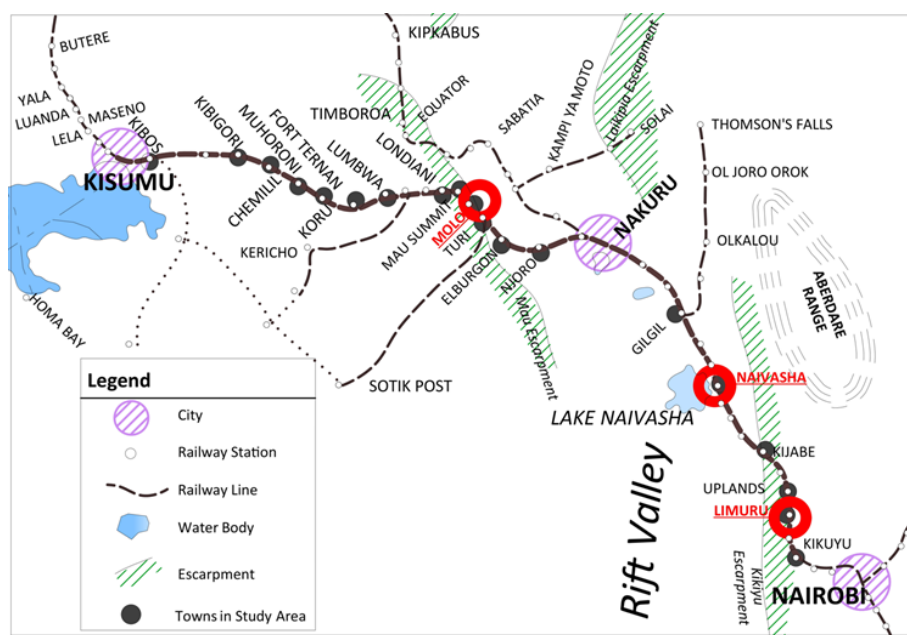 KIPKABUS
BUTERE
YALA
LUANDA
MASENO
LELA
KIBOS
KISUMU
KIBIGORI
MUHORONI
FORT TERNAN
LUMBWA
LONDIANI
TIMBOROA
EQUATOR
SABATIA
KAMPI YA MOTO
Laikipia Escarpment
SOLAI
THOMSON'S FALLS
OL JORO OROK
OLKALOU
ABERDARE
RANGE
CHEMILIL
KORU
KERICHO
MAU SUMMIT
MOLO
TURI
ELBURGON
NJORO
NAKURU
Mau Escarpment
GILGIL
HOMA BAY
SOTIK POST
NAIVASHA
LAKE NAIVASHA
Rift Valley
KIJABE
UPLANDS
LIMURU
KIKUYU
Kikiyu
Escarpment
NAIROBI
Legend
City
Railway Station
Railway Line
Water Body
Escarpment
Towns in Study Area